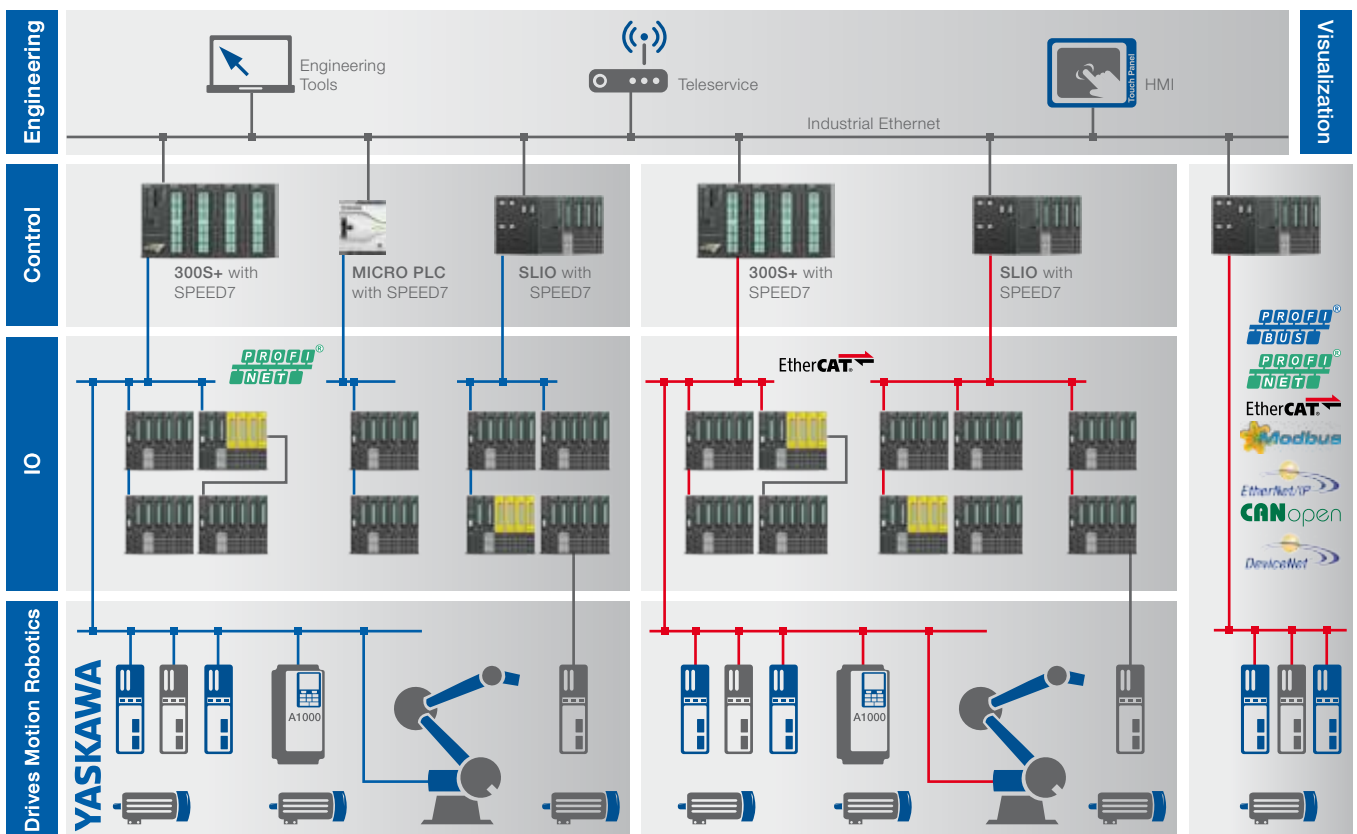 Engineering
Engineering
Tools
Teleservice
Touch Panel
HMI
Visualization
Industrial Ethernet
Control
300S+ with
SPEED7
MICRO PLC
with SPEED7
SLIO with
SPEED7
300S+ with
SPEED7
SLIO with
SPEED7
IO
PROFI®
NET
EtherCAT®
PROFI®
BUS
PROFI®
NET
EtherCAT®
Modbus
EtherNet/IP
CANopen
DeviceNet
Drives Motion Robotics
YASKAWA
A1000
A1000